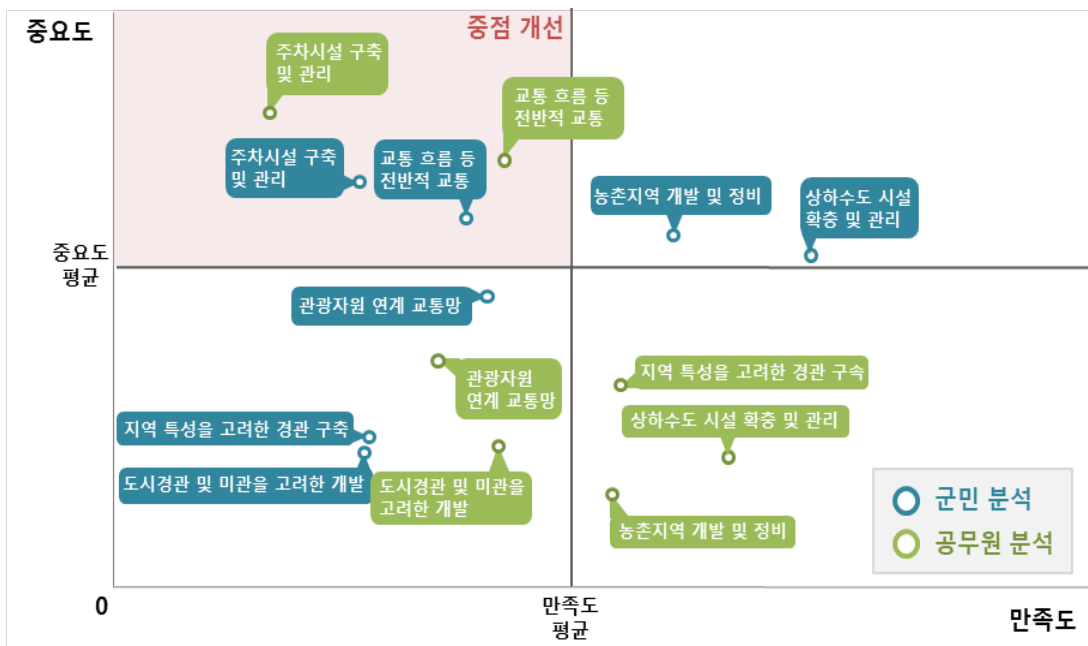 중요도
중점 개선
주차시설 구축
및 관리
교통 흐름 등
전반적 교통
주차시설 구축
및 관리
교통 흐름 등
전반적 교통
농촌지역 개발 및 정비
상하수도 시설
확충 및 관리
중요도
평균
관광자원 연계 교통망
관광자원
연계 교통망
지역 특성을 고려한 경관 구속
상하수도 시설 확충 및 관리
지역 특성을 고려한 경관 구축
도시경관 및 미관을 고려한 개발
도시경관 및 미관을
고려한 개발
농촌지역 개발 및 정비
군민 분석
공무원 분석
0
만족도
평균
만족도